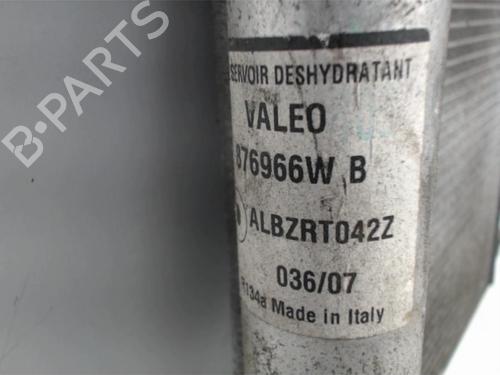 B-PARTS
SERVOIR DESHYDRATANT
VALEO
876966W B
ALBZRT042Z
036/07
R134a Made in Italy